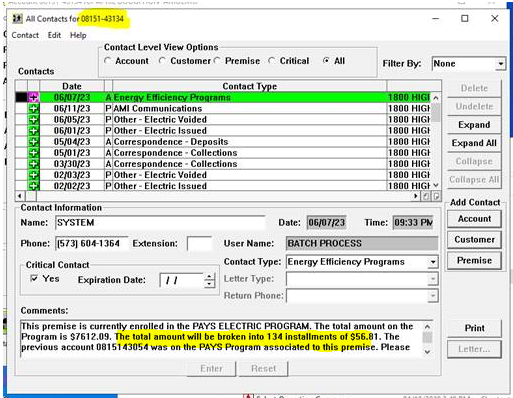 All Contacts for 08151-43134
Contact Edit Help
Contact Level View Options
Account Customer Premise Critical All
Filter By: None
Contacts
Date Contact Type
06/07/23 A Energy Efficiency Programs 1800 HIGH
06/11/23 P AMI Communications 1800 HIGH
06/05/23 P Other - Electric Voided 1800 HIGH
06/01/23 P Other - Electric Issued 1800 HIGH
05/04/23 A Correspondence - Deposits 1800 HIGH
05/01/23 A Correspondence - Collections 1800 HIGH
03/30/23 A Correspondence - Collections 1800 HIGH
02/03/23 P Other - Electric Voided 1800 HIGH
02/02/23 P Other - Electric Issued 1800 HIGH
Delete
Undelete
Expand
Expand All
Collapse
Collapse All
Add Contact
Account
Customer
Premise
Contact Information
Name: SYSTEM Date: 06/07/23 Time: 09:33 PM
Phone: (573) 604-1364 Extension: User Name: BATCH PROCESS
Critical Contact
Yes Expiration Date: / /
Contact Type: Energy Efficiency Programs
Letter Type:
Return Phone:
Comments:
This premise is currently enrolled in the PAYS ELECTRIC PROGRAM. The total amount on the
Program is $7612.09. The total amount will be broken into 134 installments of $56.81. The
previous account 0815143054 was on the PAYS Program associated to this premise. Please
Print
Letter...
Enter Reset